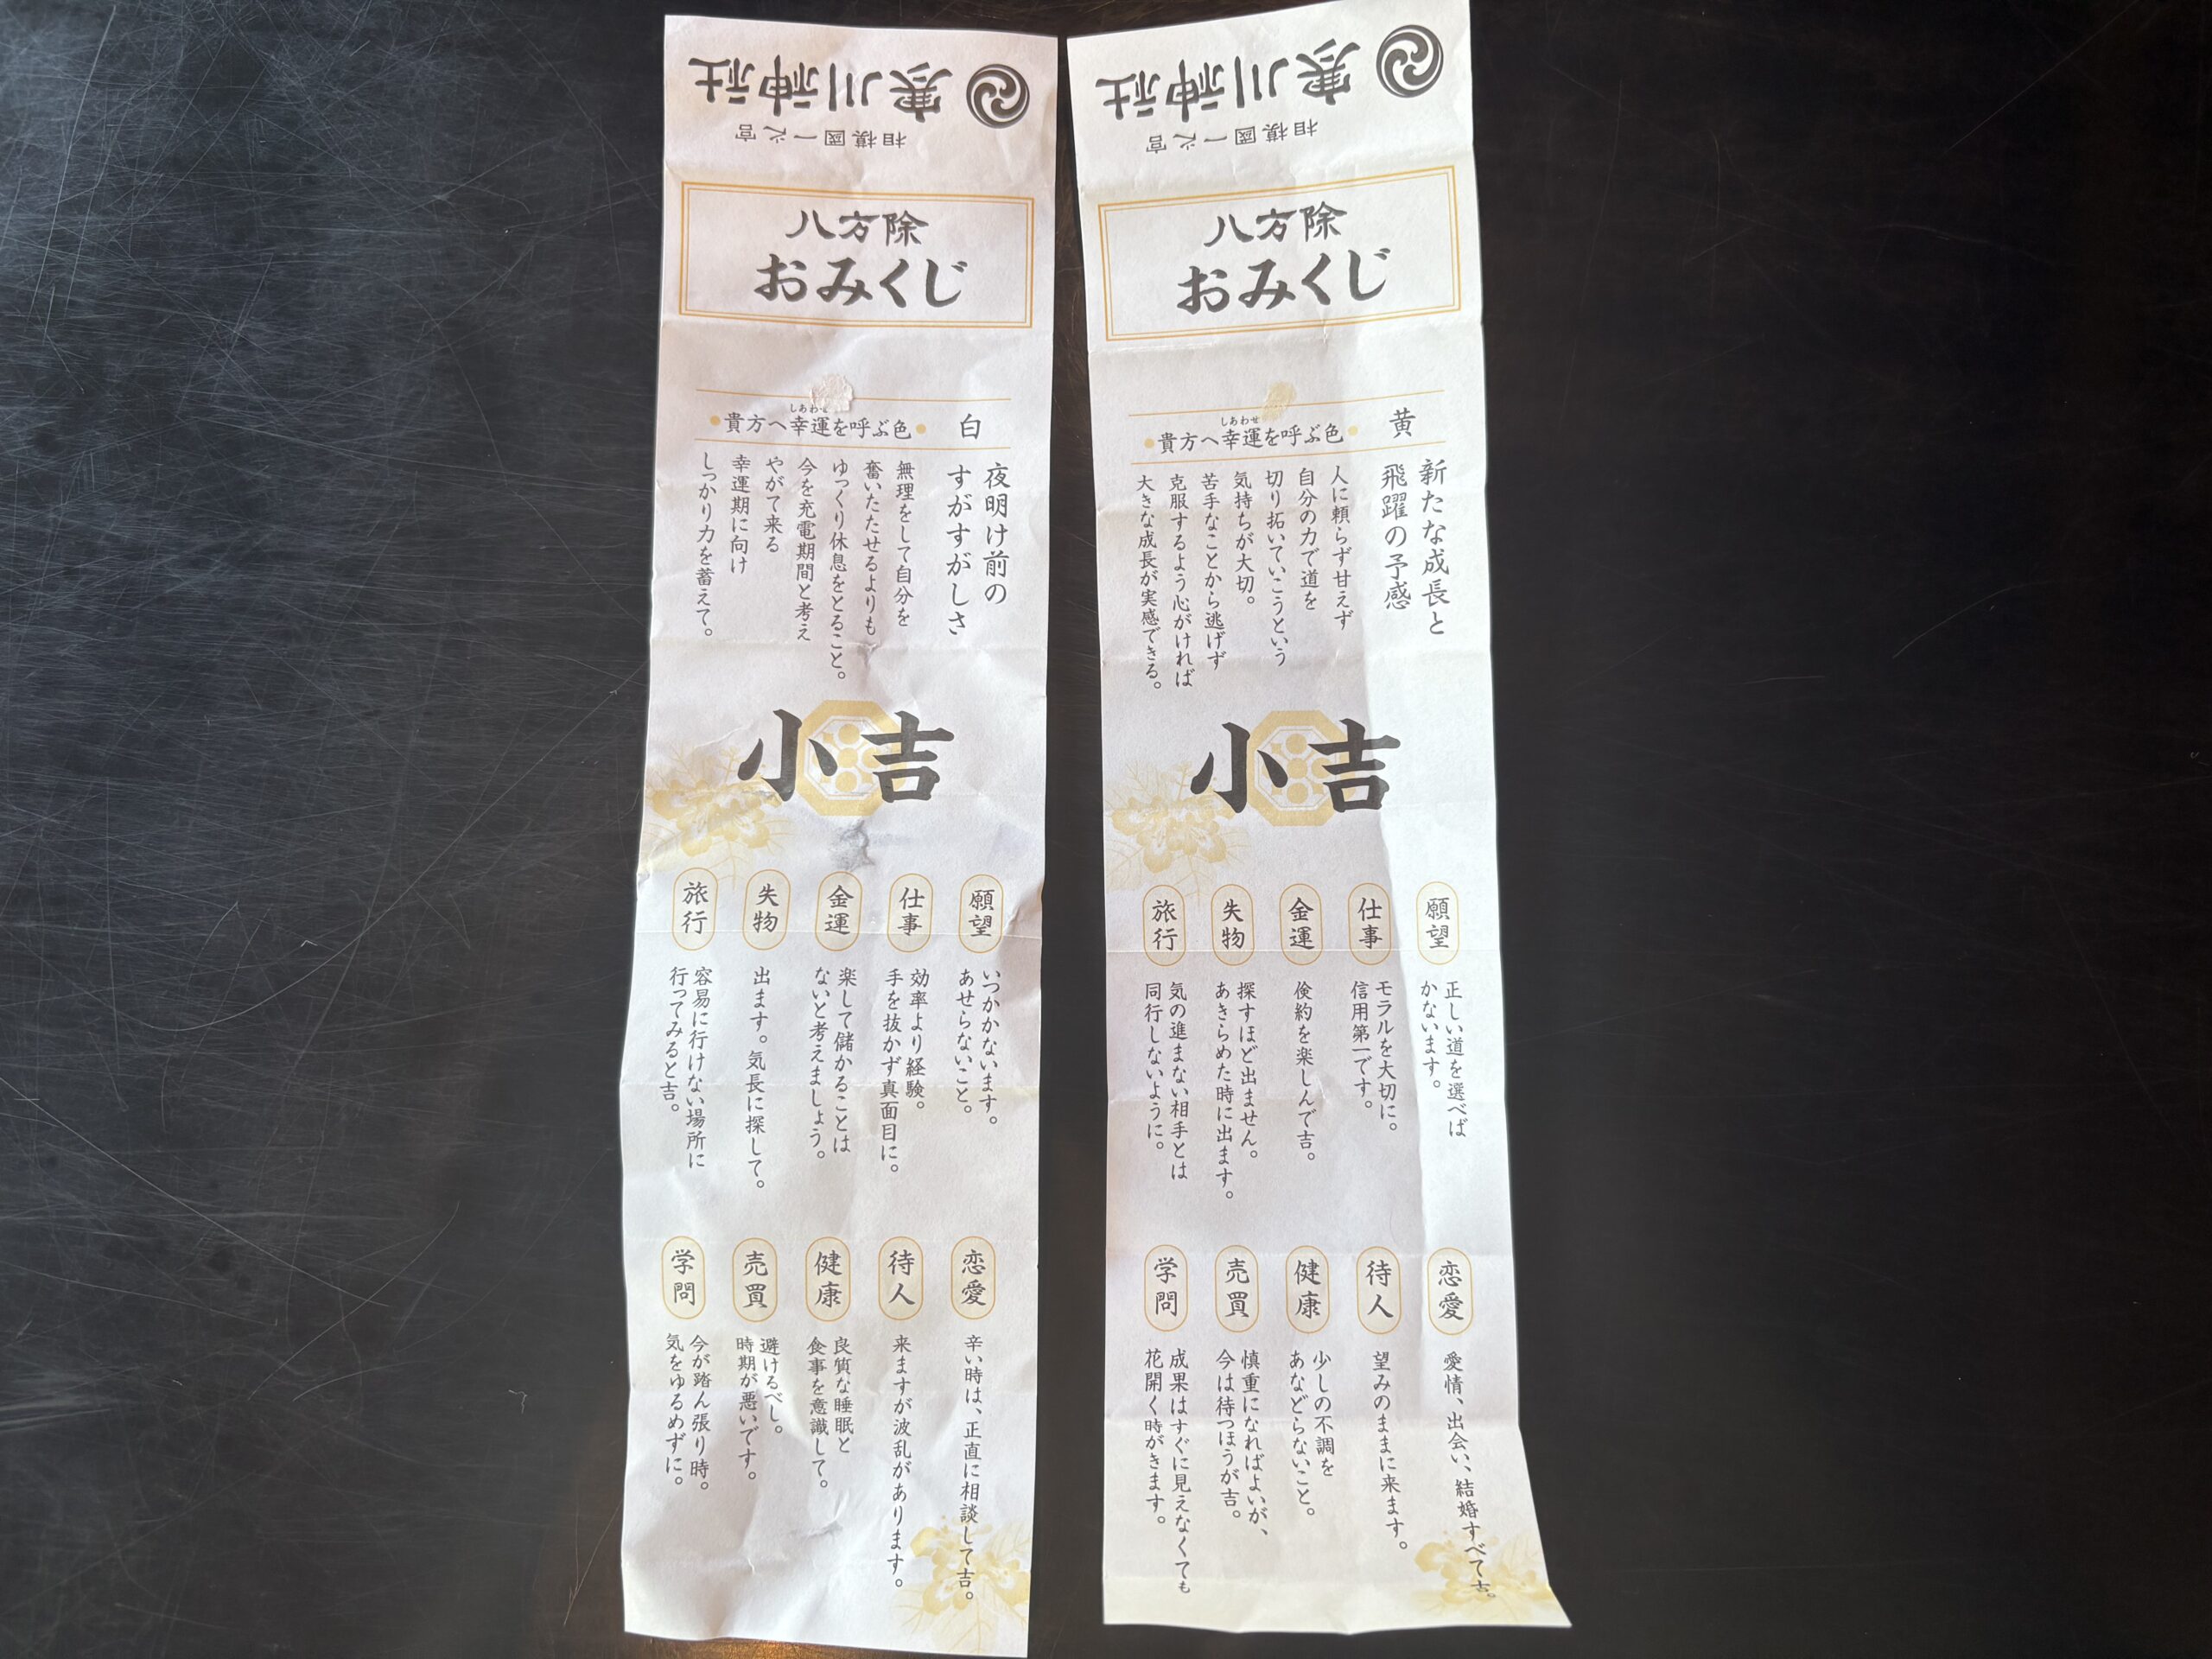 寒川神社
相模國一之宮
八方除
おみくじ
しあわせ
貴方へ幸運を呼ぶ色
白
夜明け前の
すがすがしさ
無理をして自分を
奮いたたせるよりも
ゆっくり休息をとること。
今を充電期間と考え
やがて来る
幸運期に向け
しっかり力を蓄えて。
小吉
願望
いつかかないます。
あせらないこと。
仕事
効率より経験。
手を抜かず真面目に。
金運
楽して儲かることは
ないと考えましょう。
失物
出ます。気長に探して。
旅行
容易に行けない場所に
行ってみると吉。
恋愛
辛い時は、正直に相談して吉。
待人
来ますが波乱があります。
健康
良質な睡眠と
食事を意識して。
売買
避けるべし。
時期が悪いです。
学問
今が踏ん張り時。
気をゆるめずに。
寒川神社
相模國一之宮
八方除
おみくじ
しあわせ
貴方へ幸運を呼ぶ色
黄
新たな成長と
飛躍の予感
人に頼らず甘えず
自分の力で道を
切り拓いていこうという
気持ちが大切。
苦手なことから逃げず
克服するよう心がければ
大きな成長が実感できる。
小吉
願望
正しい道を選べば
かないます。
仕事
モラルを大切に。
信用第一です。
金運
倹約を楽しんで吉。
失物
探すほど出ません。
あきらめた時に出ます。
旅行
気の進まない相手とは
同行しないように。
恋愛
愛情、出会い、結婚すべて吉。
待人
望みのままに来ます。
健康
少しの不調を
あなどらないこと。
売買
慎重になればよいが、
今は待つほうが吉。
学問
成果はすぐに見えなくても
花開く時がきます。